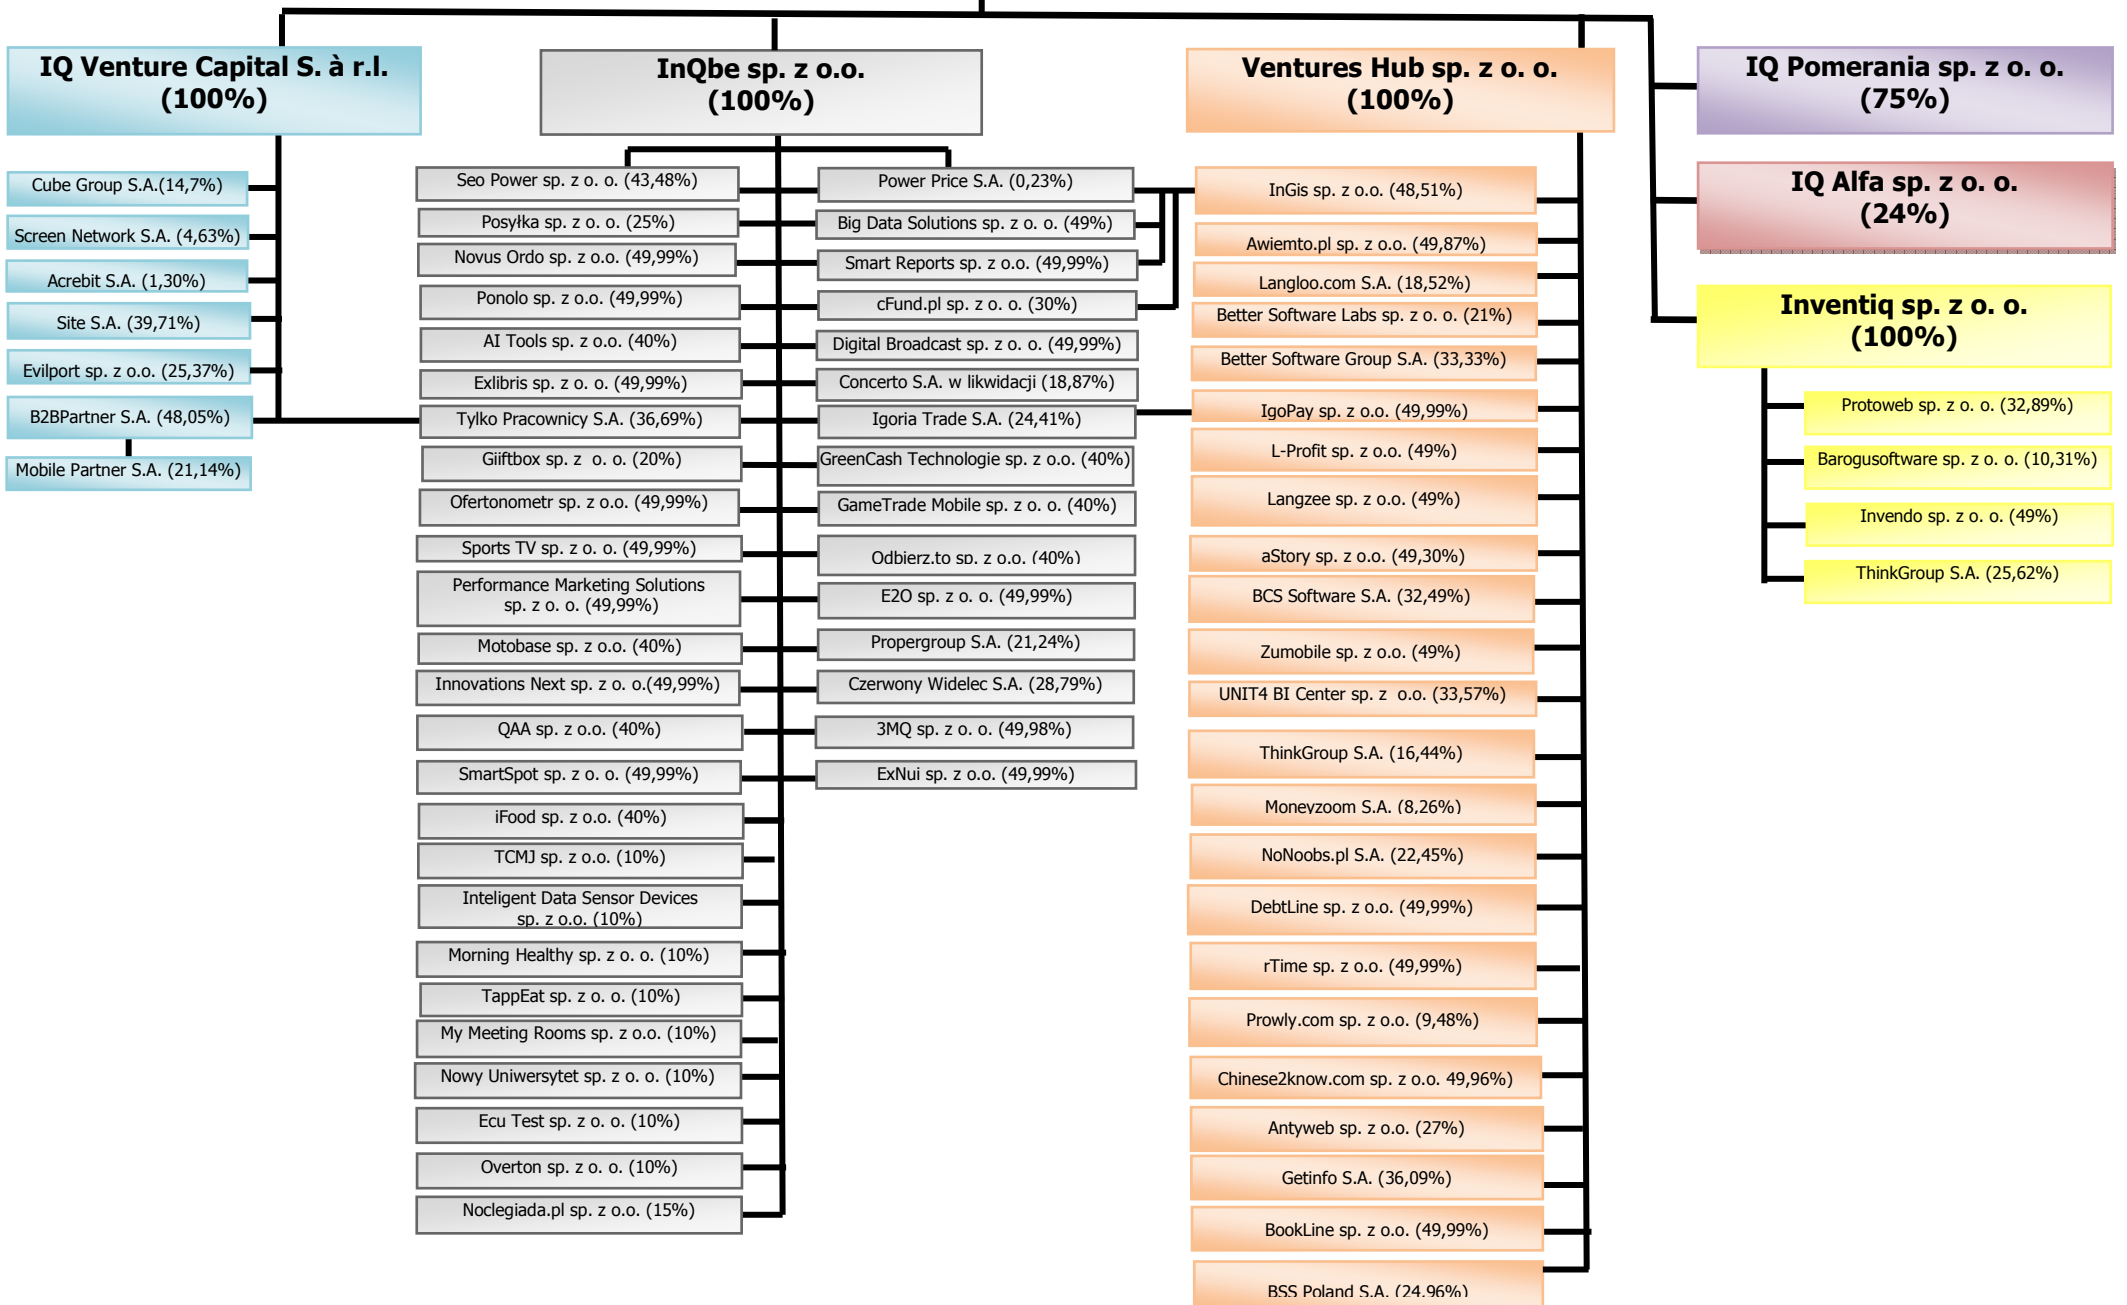 IQ Venture Capital S. à r.l.
(100%)
Cube Group S.A.(14,7%)
Screen Network S.A. (4,63%)
Acrebit S.A. (1,30%)
Site S.A. (39,71%)
Evilport sp. z o.o. (25,37%)
B2BPartner S.A. (48,05%)
Mobile Partner S.A. (21,14%)
InQbe sp. z o.o.
(100%)
Seo Power sp. z o. o. (43,48%)
Posyłka sp. z o. o. (25%)
Novus Ordo sp. z o.o. (49,99%)
Ponolo sp. z o.o. (49,99%)
AI Tools sp. z o.o. (40%)
Exlibris sp. z o. o. (49,99%)
Tylko Pracownicy S.A. (36,69%)
Giiftbox sp. z o. o. (20%)
Ofertonometr sp. z o.o. (49,99%)
Sports TV sp. z o. o. (49,99%)
Performance Marketing Solutions
sp. z o. o. (49,99%)
Motobase sp. z o.o. (40%)
Innovations Next sp. z o. o.(49,99%)
QAA sp. z o.o. (40%)
SmartSpot sp. z o. o. (49,99%)
iFood sp. z o.o. (40%)
TCMJ sp. z o.o. (10%)
Inteligent Data Sensor Devices
sp. z o.o. (10%)
Morning Healthy sp. z o. o. (10%)
TappEat sp. z o. o. (10%)
My Meeting Rooms sp. z o.o. (10%)
Nowy Uniwersytet sp. z o. o. (10%)
Ecu Test sp. z o. o. (10%)
Overton sp. z o. o. (10%)
Noclegiada.pl sp. z o.o. (15%)
Power Price S.A. (0,23%)
Big Data Solutions sp. z o. o. (49%)
Smart Reports sp. z o.o. (49,99%)
cFund.pl sp. z o. o. (30%)
Digital Broadcast sp. z o. o. (49,99%)
Concerto S.A. w likwidacji (18,87%)
Igoria Trade S.A. (24,41%)
GreenCash Technologie sp. z o.o. (40%)
GameTrade Mobile sp. z o. o. (40%)
Odbierz.to sp. z o.o. (40%)
E2O sp. z o. o. (49,99%)
Propergroup S.A. (21,24%)
Czerwony Widelec S.A. (28,79%)
3MQ sp. z o. o. (49,98%)
ExNui sp. z o.o. (49,99%)
Ventures Hub sp. z o. o.
(100%)
InGis sp. z o.o. (48,51%)
Awiemto.pl sp. z o.o. (49,87%)
Langloo.com S.A. (18,52%)
Better Software Labs sp. z o. o. (21%)
Better Software Group S.A. (33,33%)
IgoPay sp. z o.o. (49,99%)
L-Profit sp. z o.o. (49%)
Langzee sp. z o.o. (49%)
aStory sp. z o.o. (49,30%)
BCS Software S.A. (32,49%)
Zumobile sp. z o.o. (49%)
UNIT4 BI Center sp. z o.o. (33,57%)
ThinkGroup S.A. (16,44%)
Moneyzoom S.A. (8,26%)
NoNoobs.pl S.A. (22,45%)
DebtLine sp. z o.o. (49,99%)
rTime sp. z o.o. (49,99%)
Prowly.com sp. z o.o. (9,48%)
Chinese2know.com sp. z o.o. 49,96%)
Antyweb sp. z o.o. (27%)
Getinfo S.A. (36,09%)
BookLine sp. z o.o. (49,99%)
BSS Poland S.A. (24,96%)
IQ Pomerania sp. z o. o.
(75%)
IQ Alfa sp. z o. o.
(24%)
Inventiq sp. z o. o.
(100%)
Protoweb sp. z o. o. (32,89%)
Barogusoftware sp. z o. o. (10,31%)
Invendo sp. z o. o. (49%)
ThinkGroup S.A. (25,62%)